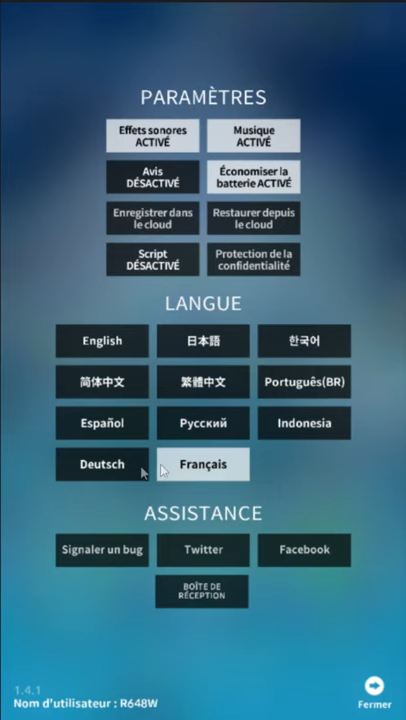 PARAMÈTRES
Effets sonores
ACTIVÉ
Musique
ACTIVÉ
Avis
DÉSACTIVÉ
Économiser la
batterie ACTIVÉ
Enregistrer dans
le cloud
Restaurer depuis
le cloud
Script
DÉSACTIVÉ
Protection de la
confidentialité
LANGUE
English
日本語
한국어
简体中文
繁體中文
Português(BR)
Español
Русский
Indonesia
Deutsch
Français
ASSISTANCE
Signaler un bug
Twitter
Facebook
BOÎTE DE
RÉCEPTION
1.4.1
Nom d'utilisateur : R648W
Fermer